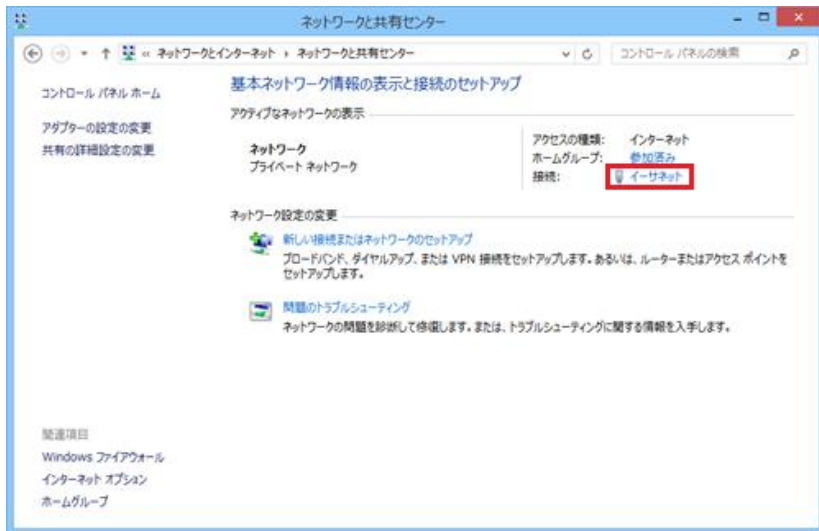 ネットワークと共有センター
« ネットワークとインターネット › ネットワークと共有センター
コントロール パネルの検索
コントロール パネル ホーム
アダプターの設定の変更
共有の詳細設定の変更
基本ネットワーク情報の表示と接続のセットアップ
アクティブなネットワークの表示
ネットワーク
プライベート ネットワーク
アクセスの種類: インターネット
ホームグループ: 参加済み
接続: イーサネット
ネットワーク設定の変更
新しい接続またはネットワークのセットアップ
ブロードバンド、ダイヤルアップ、または VPN 接続をセットアップします。あるいは、ルーターまたはアクセス ポイントを
セットアップします。
問題のトラブルシューティング
ネットワークの問題を診断して修復します。または、トラブルシューティングに関する情報を入手します。
関連項目
Windows ファイアウォール
インターネット オプション
ホームグループ